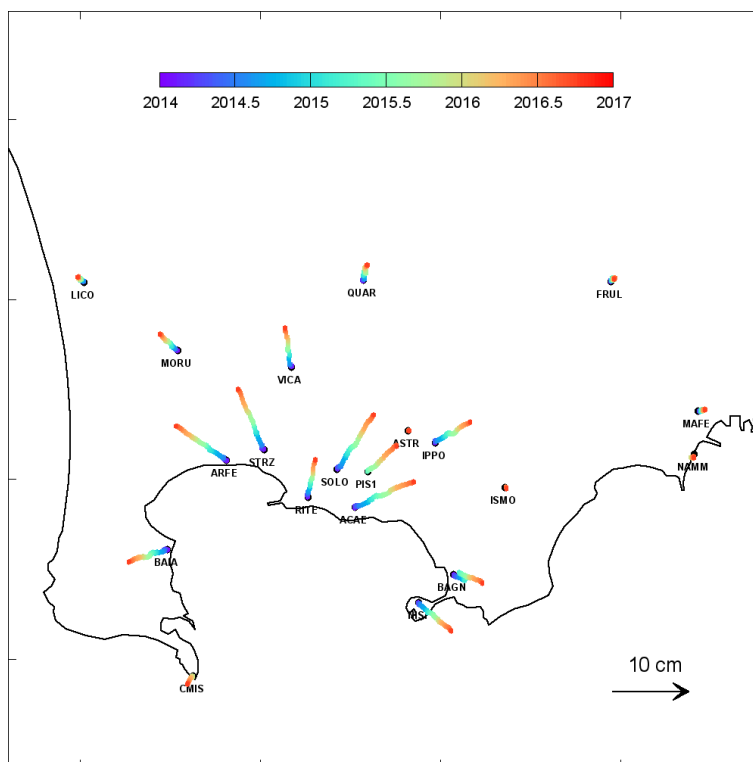 2014 2014.5 2015 2015.5 2016 2016.5 2017
LICO
QUAR
FRUL
MORU
VICA
MAFE
ASTR
IPPO
STRZ
NAMM
ARFE
SOLO
PIS1
ISMO
RITE
ACAE
BAIA
BAGN
10 cm
CMIS